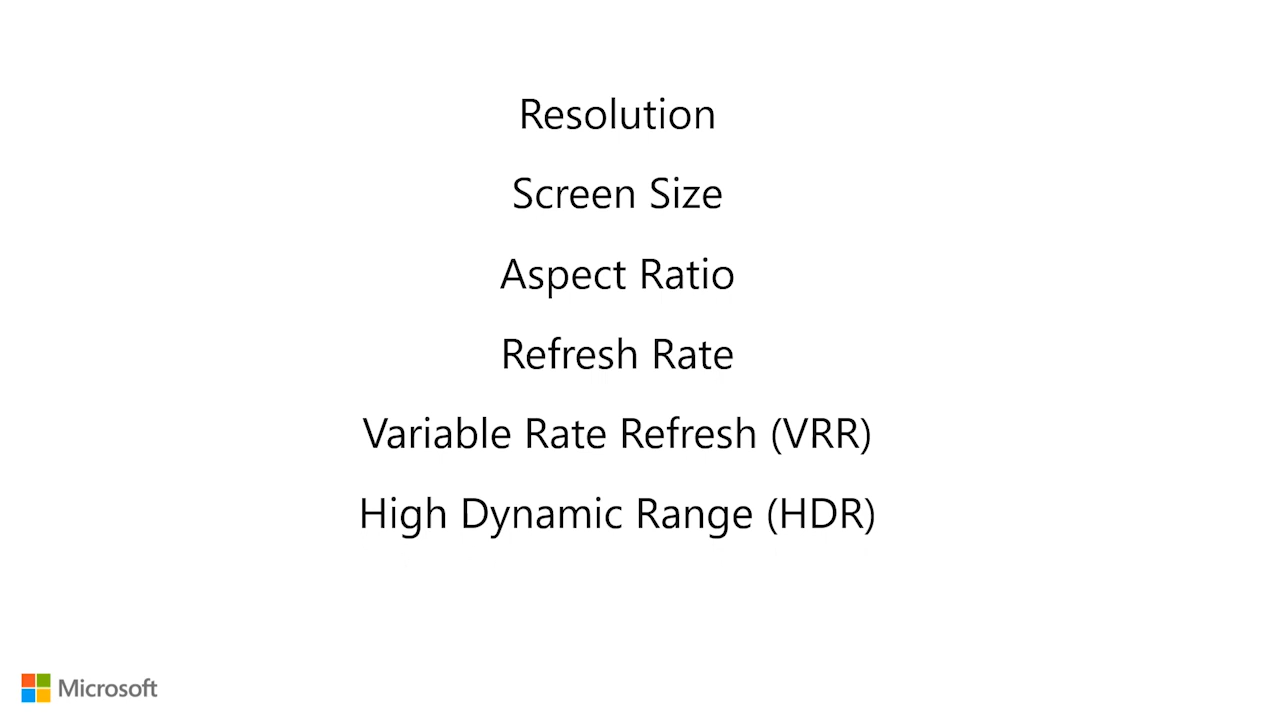 Resolution
Screen Size
Aspect Ratio
Refresh Rate
Variable Rate Refresh (VRR)
High Dynamic Range (HDR)
Microsoft